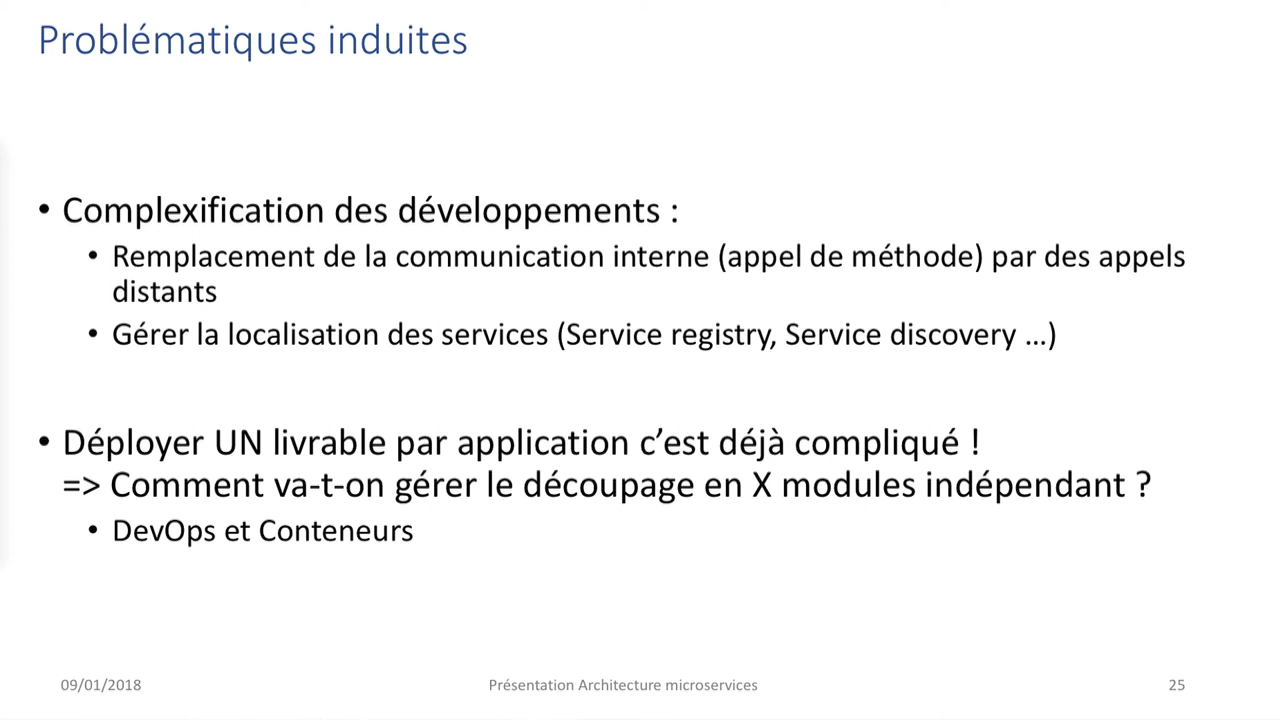 Problématiques induites
• Complexification des développements :
• Remplacement de la communication interne (appel de méthode) par des appels
distants
• Gérer la localisation des services (Service registry, Service discovery …)
• Déployer UN livrable par application c’est déjà compliqué !
=> Comment va-t-on gérer le découpage en X modules indépendant ?
• DevOps et Conteneurs
09/01/2018 Présentation Architecture microservices 25